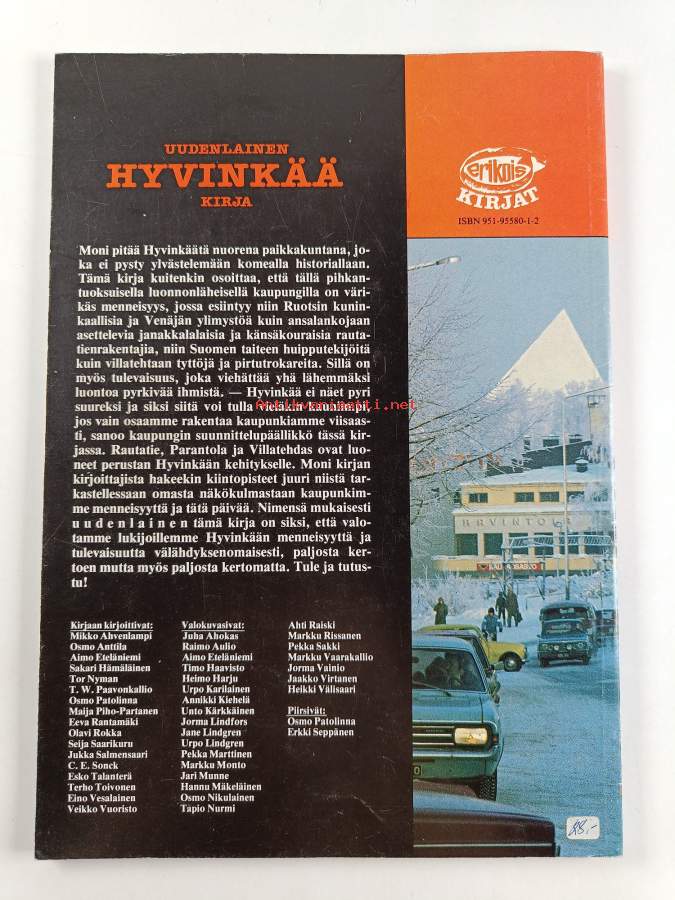 UUDENLAINEN
HYVINKÄÄ
KIRJA
Moni pitää Hyvinkäätä nuorena paikkakuntana, jo-
ka ei pysty ylvästelemään komealla historiallaan.
Tämä kirja kuitenkin osoittaa, että tällä pihkan-
tuoksuisella luonnonläheisellä kaupungilla on väri-
käs menneisyys, jossa esiintyy niin Ruotsin kunin-
kaallisia ja Venäjän ylimystöä kuin ansalankojaan
asettelevia janakkalalaisia ja känsäkouraisia rauta-
tienrakentajia, niin Suomen taiteen huipputekijöitä
kuin villatehtaan tyttöjä ja pirtutrokareita. Sillä on
myös tulevaisuus, joka viehättää yhä lähemmäksi
luontoa pyrkivää ihmistä. — Hyvinkää ei näet pyri
suureksi ja siksi siitä voi tulla vieläkin kauniimpi,
jos vain osaamme rakentaa kaupunkiamme viisaas-
ti, sanoo kaupungin suunnittelupäällikkö tässä kir-
jassa. Rautatie, Parantola ja Villatehdas ovat luo-
neet perustan Hyvinkään kehitykselle. Moni kirjan
kirjoittajista hakeekin kiintopisteet juuri niistä tar-
kastellessaan omasta näkökulmastaan kaupunkim-
me menneisyyttä ja tätä päivää. Nimensä mukaisesti
uudenlainen tämä kirja on siksi, että valo-
tamme lukijoillemme Hyvinkään menneisyyttä ja
tulevaisuutta välähdyksenomaisesti, paljosta ker-
toen mutta myös paljosta kertomatta. Tule ja tutus-
tu!
Kirjaan kirjoittivat:
Mikko Ahvenlampi
Osmo Anttila
Aimo Eteläniemi
Sakari Hämäläinen
Tor Nyman
T. W. Paavonkallio
Osmo Patolinna
Maija Piho-Partanen
Eeva Rantamäki
Olavi Rokka
Seija Saarikuru
Jukka Salmensaari
C. E. Sonck
Esko Talanterä
Terho Toivonen
Eino Vesalainen
Veikko Vuoristo
Valokuvasivat:
Juha Ahokas
Raimo Aulio
Aimo Eteläniemi
Timo Haavisto
Heimo Harju
Urpo Karilainen
Annikki Kiehelä
Unto Kärkkäinen
Jorma Lindfors
Jane Lindgren
Urpo Lindgren
Pekka Marttinen
Markku Monto
Jari Munne
Hannu Mäkeläinen
Osmo Nikulainen
Tapio Nurmi
Ahti Raiski
Markku Rissanen
Pekka Sakki
Markku Vaarakallio
Jorma Vainio
Jaakko Virtanen
Heikki Välisaari
Piirsivät:
Osmo Patolinna
Erkki Seppänen
erikois
KIRJAT
ISBN 951-95580-1-2
Antikvariaatti.net
28,-